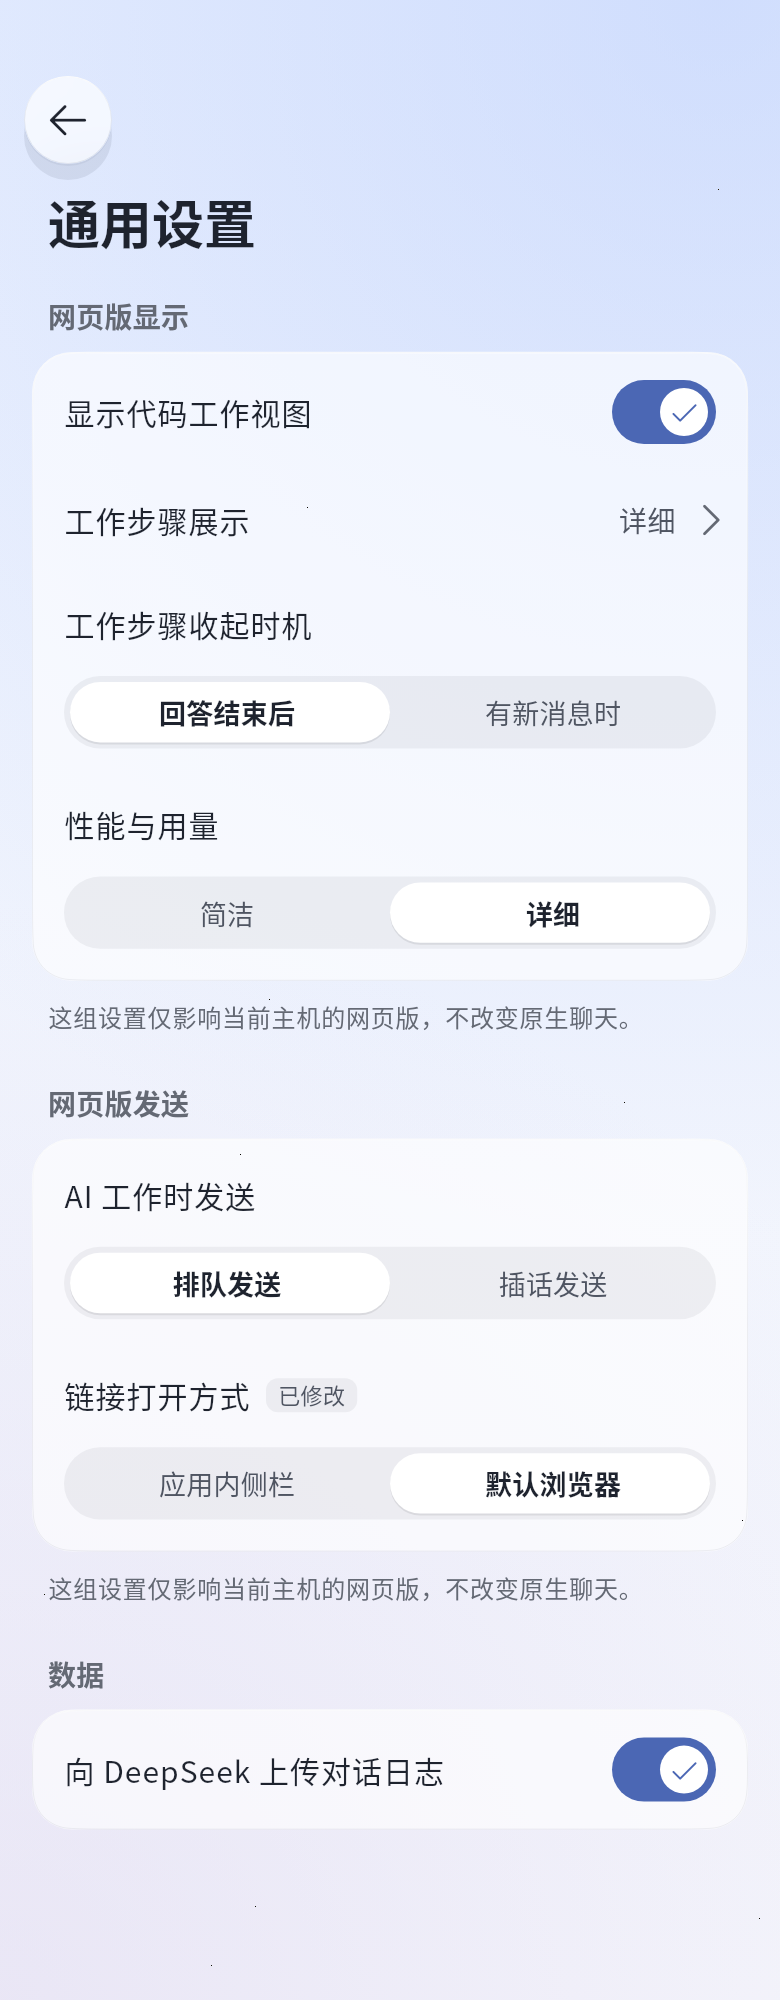 通用设置
网页版显示
显示代码工作视图
工作步骤展示 详细
工作步骤收起时机
回答结束后 有新消息时
性能与用量
简洁 详细
这组设置仅影响当前主机的网页版，不改变原生聊天。
网页版发送
AI 工作时发送
排队发送 插话发送
链接打开方式 已修改
应用内侧栏 默认浏览器
这组设置仅影响当前主机的网页版，不改变原生聊天。
数据
向 DeepSeek 上传对话日志